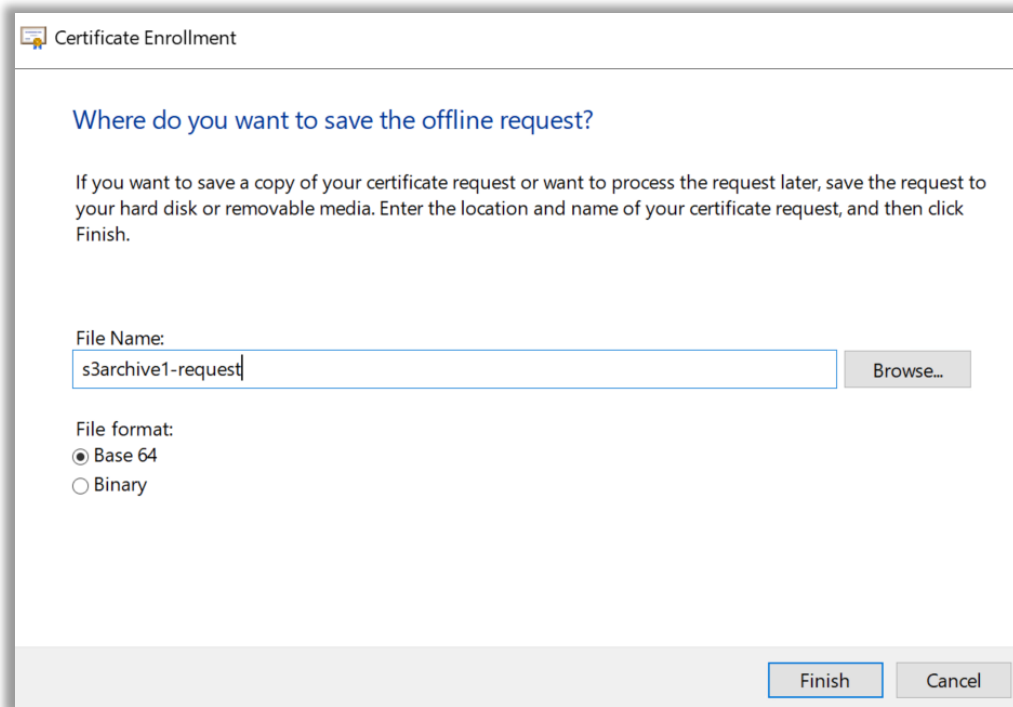 Certificate Enrollment
Where do you want to save the offline request?
If you want to save a copy of your certificate request or want to process the request later, save the request to
your hard disk or removable media. Enter the location and name of your certificate request, and then click
Finish.
File Name:
s3archive1-request
Browse...
File format:
Base 64
Binary
Finish
Cancel